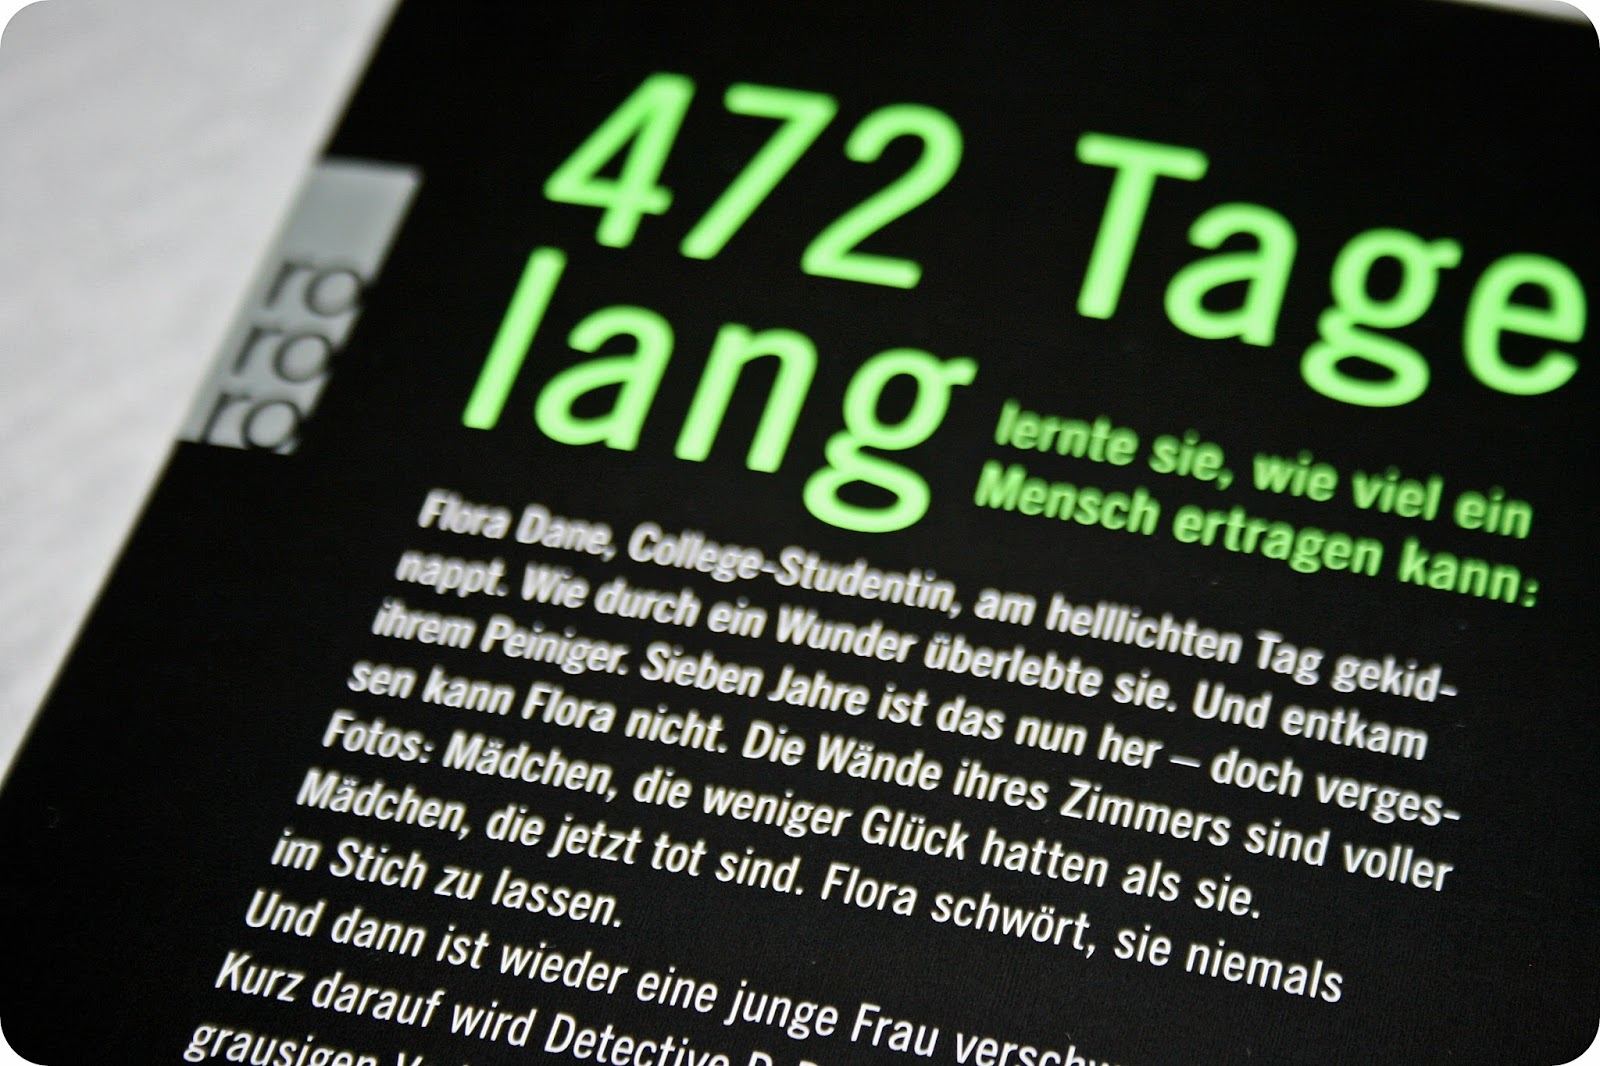 472 Tage
lang
lernte sie, wie viel ein
Mensch ertragen kann:
ro
ro
ro
Flora Dane, College-Studentin, am helllichten Tag gekid-
nappt. Wie durch ein Wunder überlebte sie. Und entkam
ihrem Peiniger. Sieben Jahre ist das nun her – doch verges-
sen kann Flora nicht. Die Wände ihres Zimmers sind voller
Fotos: Mädchen, die weniger Glück hatten als sie.
Mädchen, die jetzt tot sind. Flora schwört, sie niemals
im Stich zu lassen.
Und dann ist wieder eine junge Frau
Kurz darauf wird Detective
grausigen